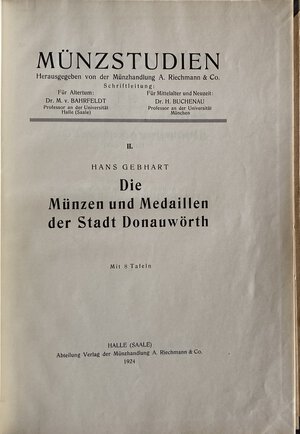 MÜNZSTUDIEN
Herausgegeben von der Münzhandlung A. Riechmann & Co.
Schriftleitung:
Für Altertum:
Dr. M. v. BAHRFELDT
Professor an der Universität
Halle (Saale)
Für Mittelalter und Neuzeit:
Dr. H. BUCHENAU
Professor an der Universität
München
II.
HANS GEBHART
Die
Münzen und Medaillen
der Stadt Donauwörth
Mit 8 Tafeln
HALLE (SAALE)
Abteilung Verlag der Münzhandlung A. Riechmann & Co.
1924